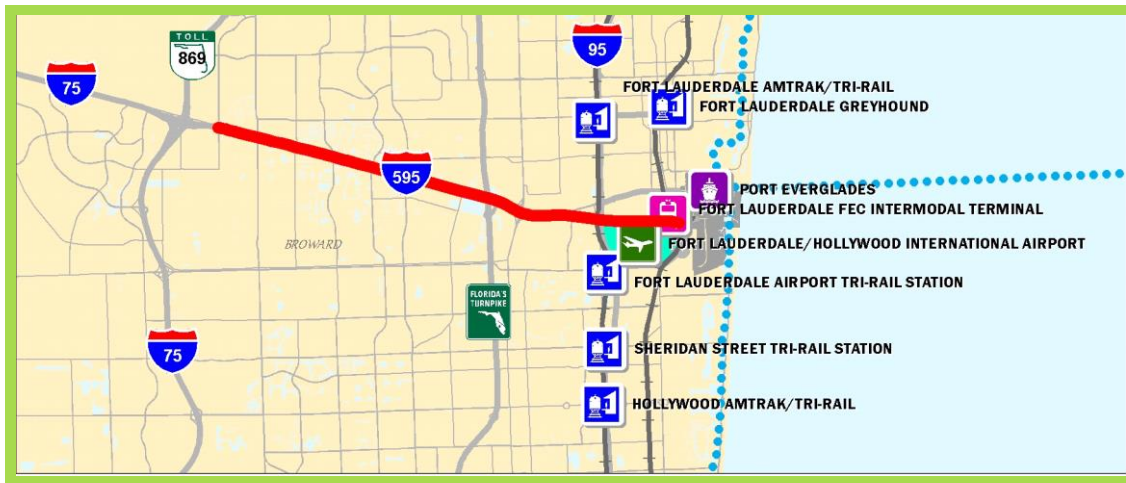 TOLL
869
75
95
FORT LAUDERDALE AMTRAK/TRI-RAIL
FORT LAUDERDALE GREYHOUND
595
PORT EVERGLADES
FORT LAUDERDALE FEC INTERMODAL TERMINAL
BROWARD
FORT LAUDERDALE/HOLLYWOOD INTERNATIONAL AIRPORT
FORT LAUDERDALE AIRPORT TRI-RAIL STATION
FLORIDA'S
TURNPIKE
75
SHERIDAN STREET TRI-RAIL STATION
HOLLYWOOD AMTRAK/TRI-RAIL